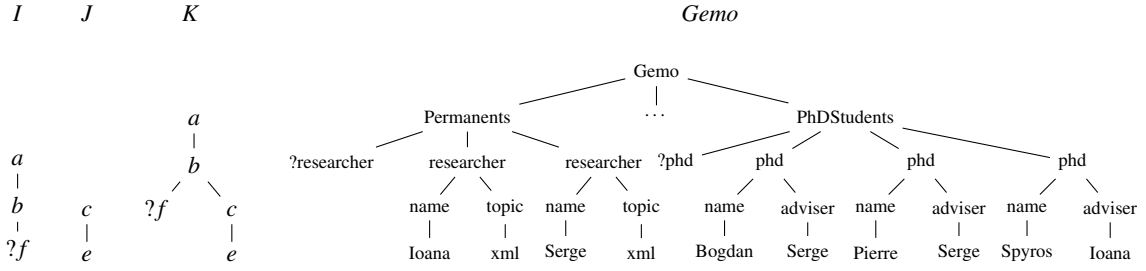 I J K Gemo
Gemo
a Permanents ... PhDStudents
a b ?researcher researcher researcher ?phd phd phd phd
b c ?f c name topic name topic name adviser name adviser name adviser
?f e e Ioana xml Serge xml Bogdan Serge Pierre Serge Spyros Ioana